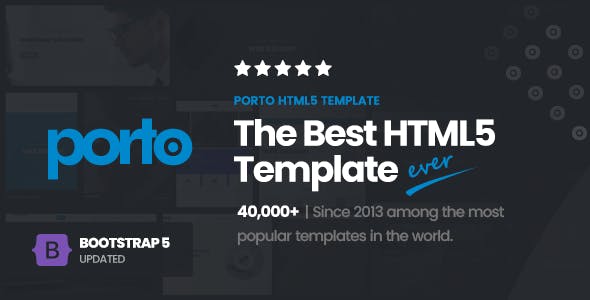 PORTO HTML5 TEMPLATE
porto
The Best HTML5
Template ever
40,000+ | Since 2013 among the most
popular templates in the world.
B
BOOTSTRAP 5
UPDATED